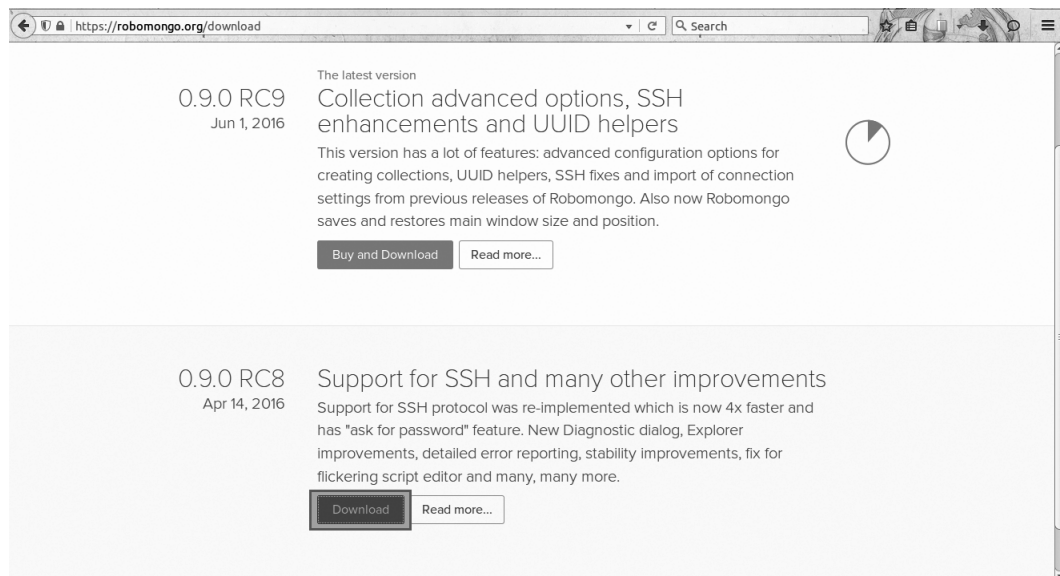 https://robomongo.org/download
Search
The latest version
0.9.0 RC9
Jun 1, 2016
Collection advanced options, SSH
enhancements and UUID helpers
This version has a lot of features: advanced configuration options for
creating collections, UUID helpers, SSH fixes and import of connection
settings from previous releases of Robomongo. Also now Robomongo
saves and restores main window size and position.
Buy and Download
Read more...
0.9.0 RC8
Apr 14, 2016
Support for SSH and many other improvements
Support for SSH protocol was re-implemented which is now 4x faster and
has "ask for password" feature. New Diagnostic dialog, Explorer
improvements, detailed error reporting, stability improvements, fix for
flickering script editor and many, many more.
Download
Read more...